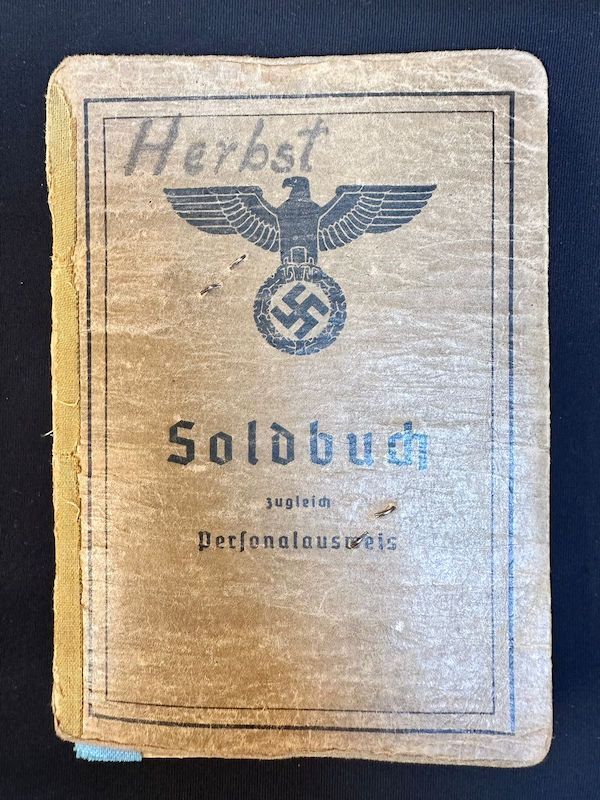 Herbst
Soldbuch
zugleich
Perſonalausweis